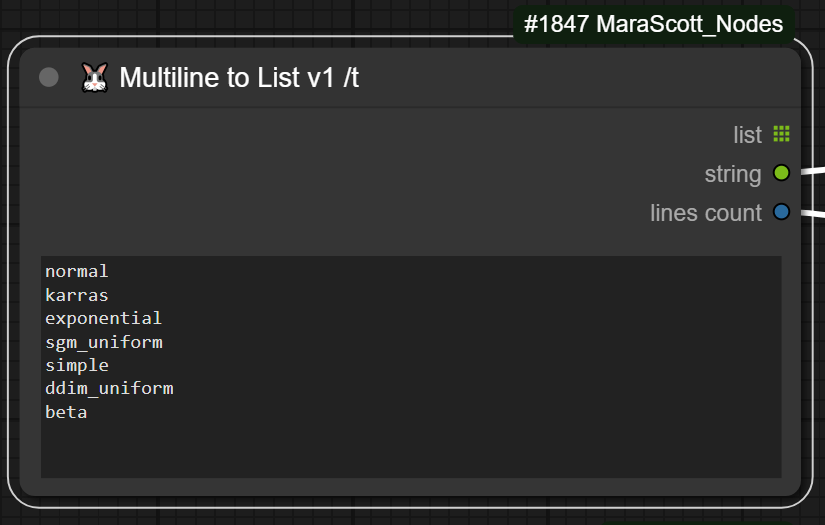 #1847 MaraScott_Nodes
Multiline to List v1 /t
list
string
lines count
normal
karras
exponential
sgm_uniform
simple
ddim_uniform
beta